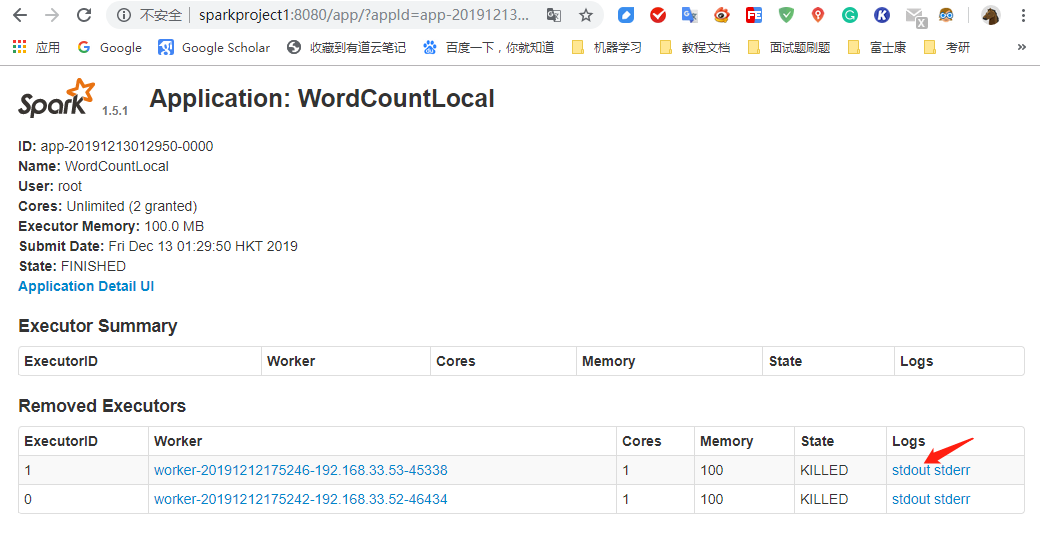 不安全 sparkproject1:8080/app/?appId=app-20191213...
应用 Google Google Scholar 收藏到有道云笔记 百度一下，你就知道 机器学习 教程文档 面试题刷题 富士康 考研 »
Spark 1.5.1 Application: WordCountLocal
ID: app-20191213012950-0000
Name: WordCountLocal
User: root
Cores: Unlimited (2 granted)
Executor Memory: 100.0 MB
Submit Date: Fri Dec 13 01:29:50 HKT 2019
State: FINISHED
Application Detail UI
Executor Summary
ExecutorID Worker Cores Memory State Logs
Removed Executors
ExecutorID Worker Cores Memory State Logs
1 worker-20191212175246-192.168.33.53-45338 1 100 KILLED stdout stderr
0 worker-20191212175242-192.168.33.52-46434 1 100 KILLED stdout stderr